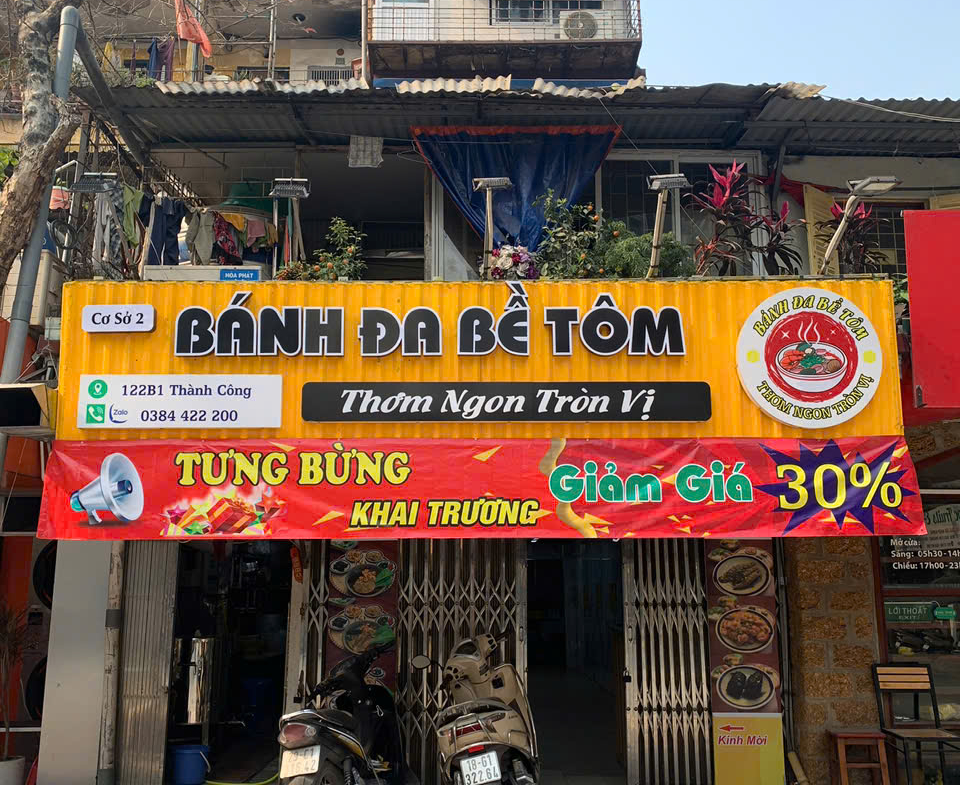 HÒA PHÁT
Cơ Sở 2
BÁNH ĐA BỀ TÔM
122B1 Thành Công
Zalo
0384 422 200
Thơm Ngon Tròn Vị
BÁNH ĐA BỀ TÔM
THƠM NGON TRÒN VỊ
TƯNG BỪNG
KHAI TRƯƠNG
Giảm Giá
30%
Mở cửa:
Sáng: 05h30-14h
Chiều: 17h00-23h
LỐI THOÁT
EXIT
Kính Mời
18-G1
322.64